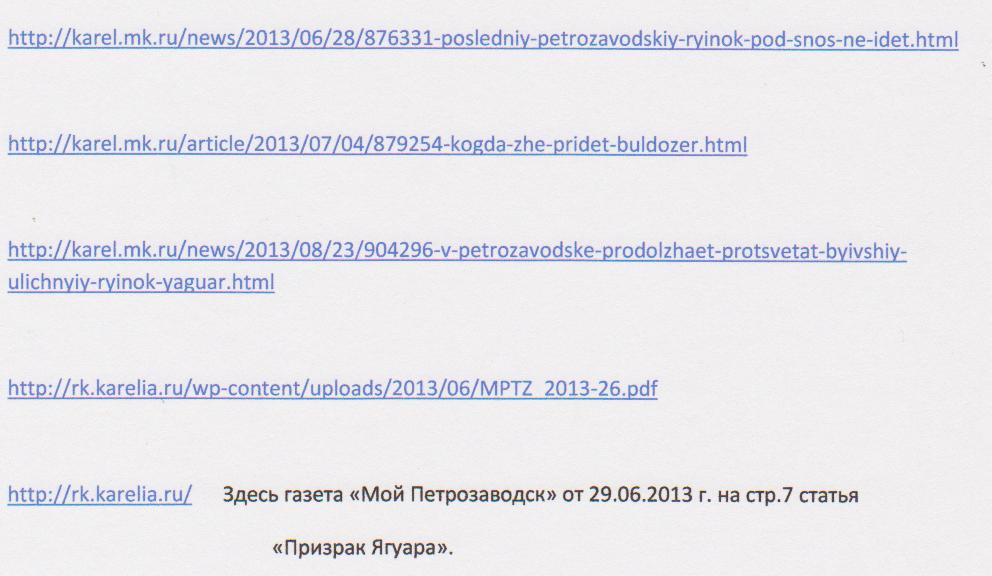 http://karel.mk.ru/news/2013/06/28/876331-posledniy-petrozavodskiy-ryinok-pod-snos-ne-idet.html
http://karel.mk.ru/article/2013/07/04/879254-kogda-zhe-pridet-buldozer.html
http://karel.mk.ru/news/2013/08/23/904296-v-petrozavodske-prodolzhaet-protsvetat-byivshiy-
ulichnyiy-ryinok-yaguar.html
http://rk.karelia.ru/wp-content/uploads/2013/06/MPTZ_2013-26.pdf
http://rk.karelia.ru/ Здесь газета «Мой Петрозаводск» от 29.06.2013 г. на стр.7 статья
«Призрак Ягуара».